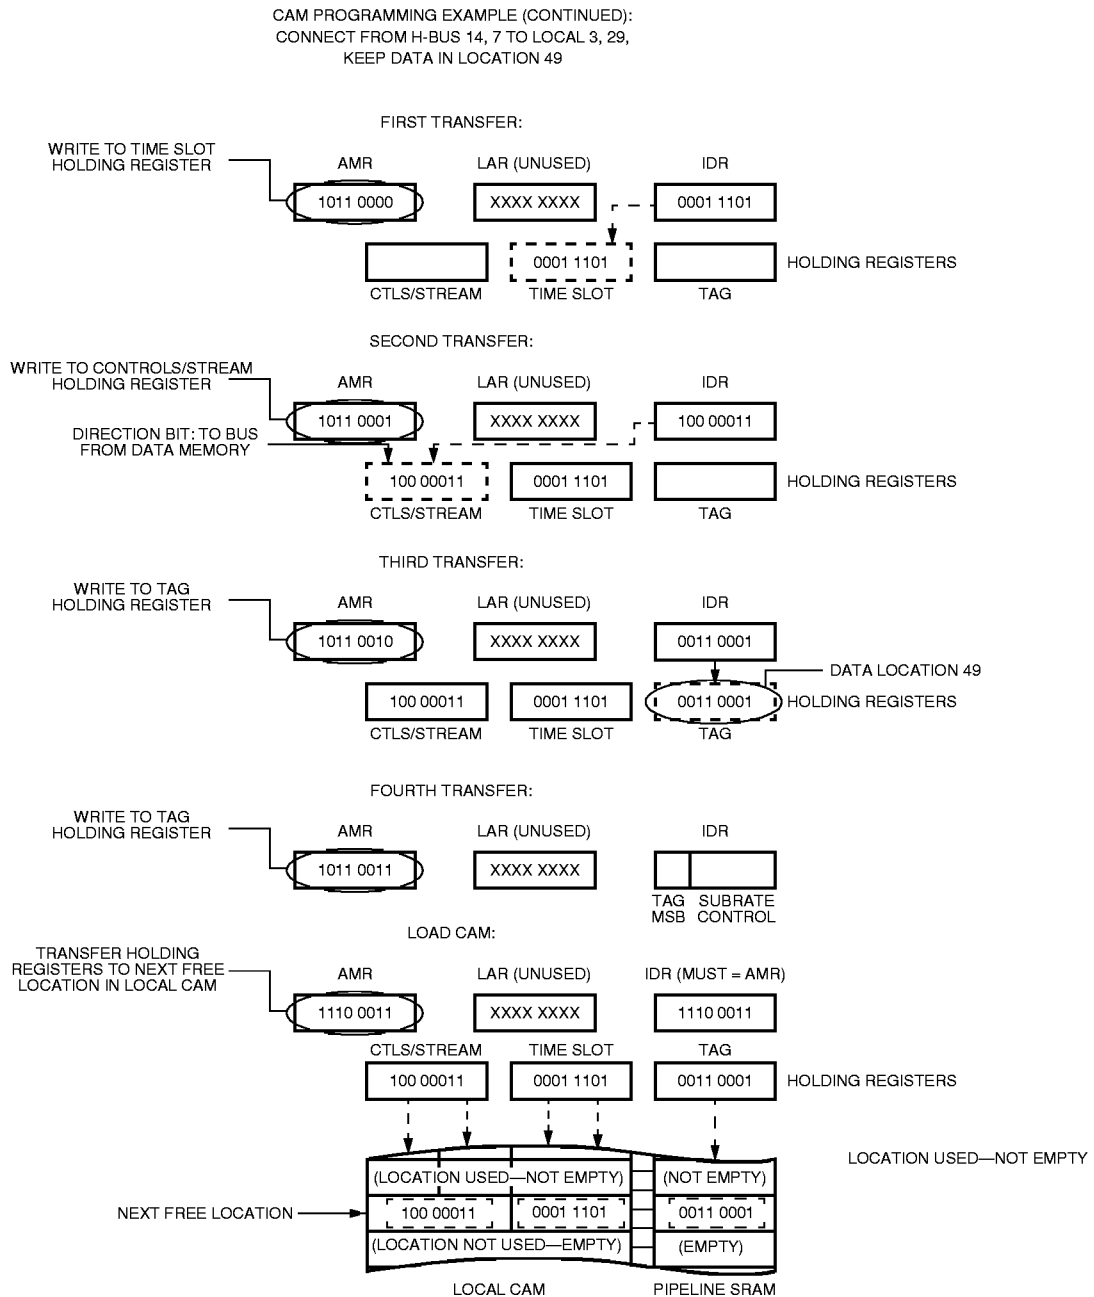 CAM PROGRAMMING EXAMPLE (CONTINUED):
CONNECT FROM H-BUS 14, 7 TO LOCAL 3, 29,
KEEP DATA IN LOCATION 49
FIRST TRANSFER:
WRITE TO TIME SLOT
HOLDING REGISTER
AMR
LAR (UNUSED)
IDR
1011 0000
XXXX XXXX
0001 1101
0001 1101
HOLDING REGISTERS
CTLS/STREAM
TIME SLOT
TAG
SECOND TRANSFER:
WRITE TO CONTROLS/STREAM
HOLDING REGISTER
AMR
LAR (UNUSED)
IDR
1011 0001
XXXX XXXX
100 00011
DIRECTION BIT: TO BUS
FROM DATA MEMORY
100 00011
0001 1101
HOLDING REGISTERS
CTLS/STREAM
TIME SLOT
TAG
THIRD TRANSFER:
WRITE TO TAG
HOLDING REGISTER
AMR
LAR (UNUSED)
IDR
1011 0010
XXXX XXXX
0011 0001
DATA LOCATION 49
100 00011
0001 1101
0011 0001
HOLDING REGISTERS
CTLS/STREAM
TIME SLOT
TAG
FOURTH TRANSFER:
WRITE TO TAG
HOLDING REGISTER
AMR
LAR (UNUSED)
IDR
1011 0011
XXXX XXXX
TAG
MSB
SUBRATE
CONTROL
LOAD CAM:
TRANSFER HOLDING
REGISTERS TO NEXT FREE
LOCATION IN LOCAL CAM
AMR
LAR (UNUSED)
IDR (MUST = AMR)
1110 0011
XXXX XXXX
1110 0011
CTLS/STREAM
TIME SLOT
TAG
100 00011
0001 1101
0011 0001
HOLDING REGISTERS
LOCATION USED—NOT EMPTY
(LOCATION USED—NOT EMPTY)
(NOT EMPTY)
NEXT FREE LOCATION
100 00011
0001 1101
0011 0001
(LOCATION NOT USED—EMPTY)
(EMPTY)
LOCAL CAM
PIPELINE SRAM